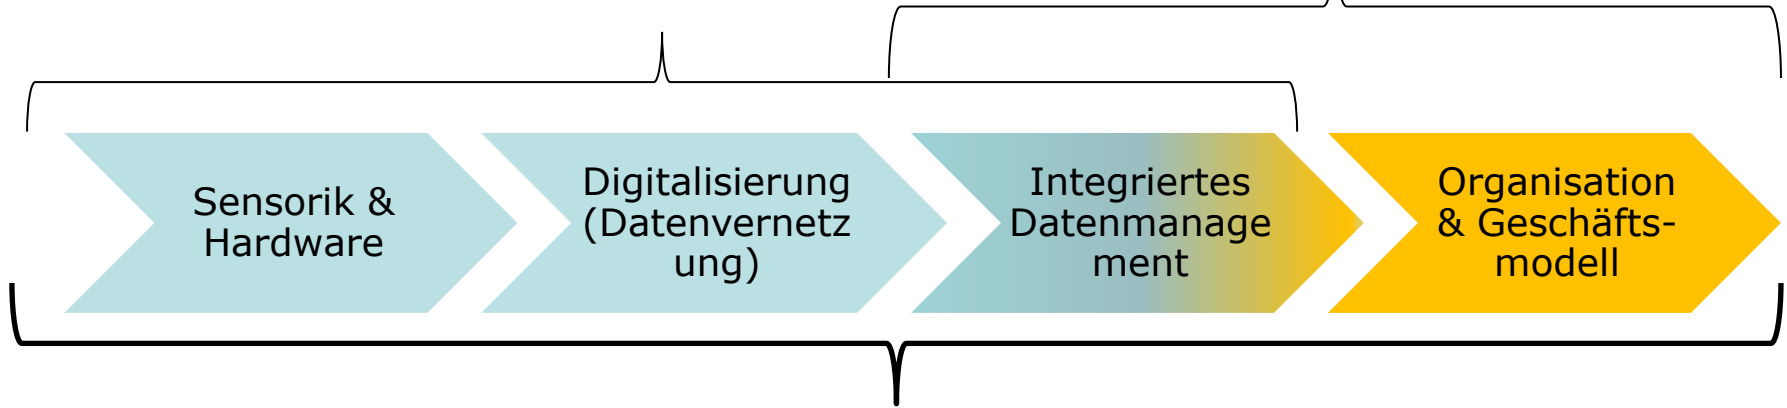 Sensorik &
Hardware
Digitalisierung
(Datenvernetz
ung)
Integriertes
Datenmanage
ment
Organisation
& Geschäfts-
modell